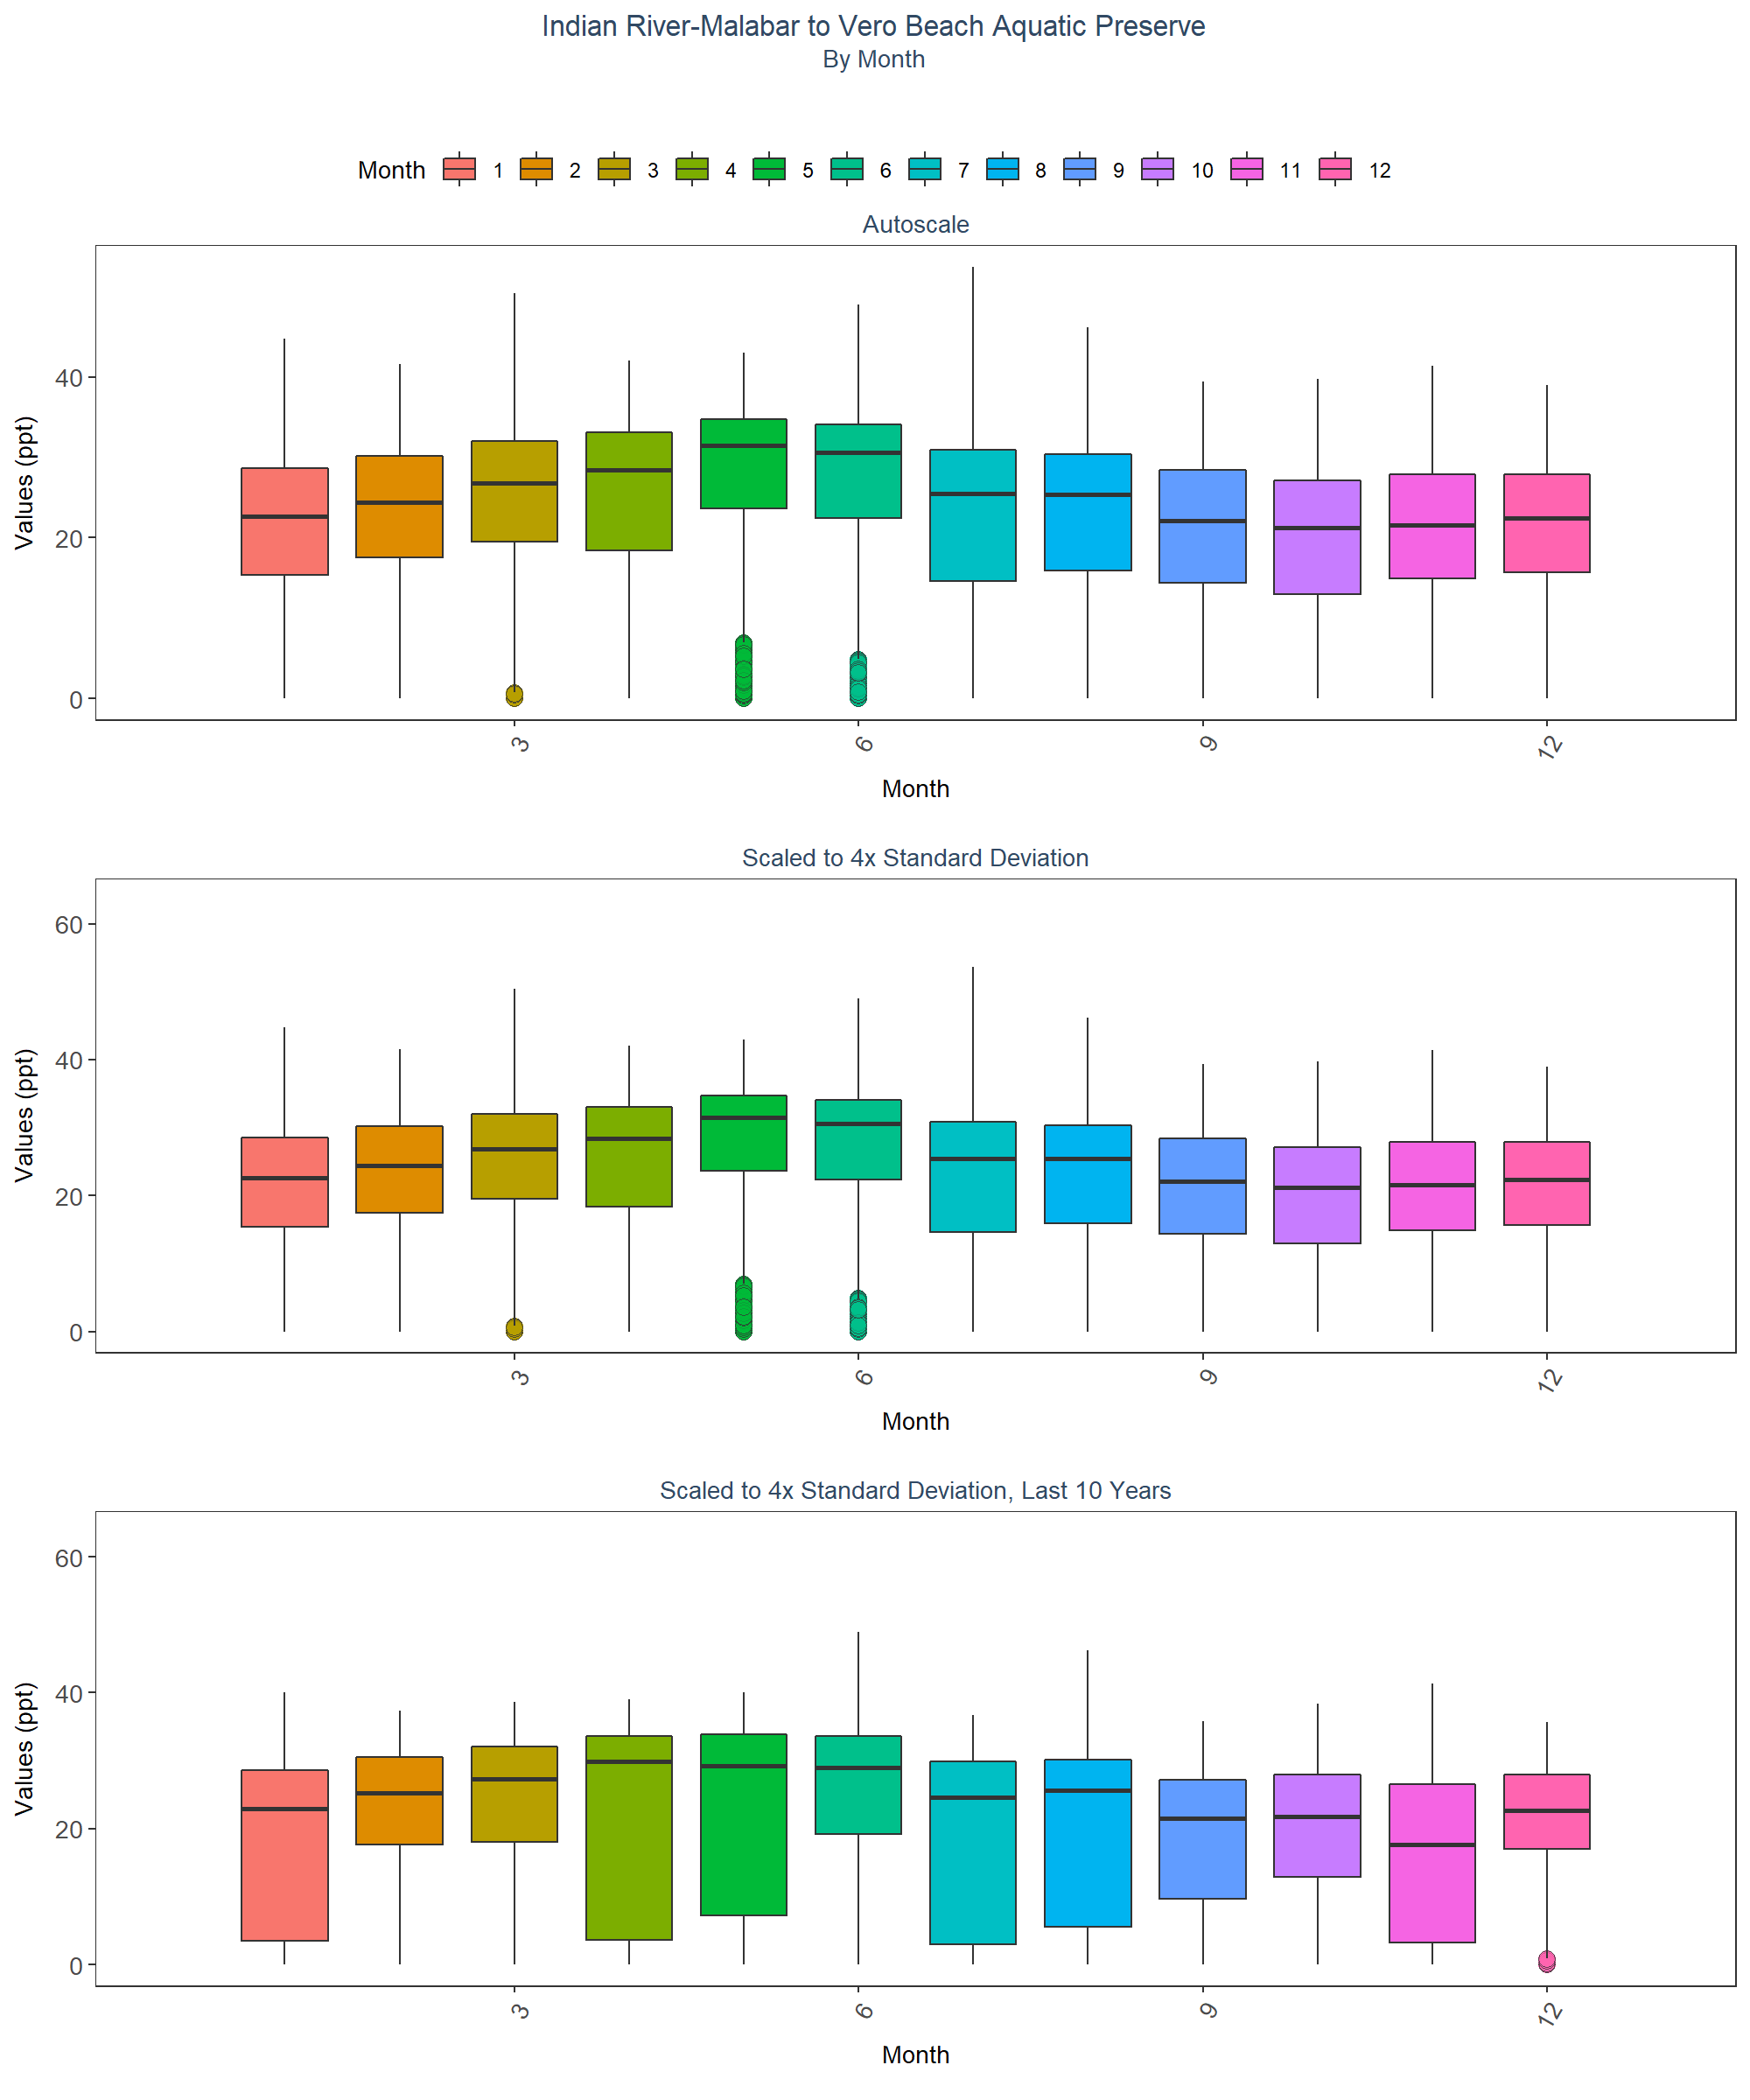 Indian River-Malabar to Vero Beach Aquatic Preserve
By Month
Month 1 2 3 4 5 6 7 8 9 10 11 12
Autoscale
Values (ppt)
40
20
0
3 6 9 12
Month
Scaled to 4x Standard Deviation
Values (ppt)
60
40
20
0
3 6 9 12
Month
Scaled to 4x Standard Deviation, Last 10 Years
Values (ppt)
60
40
20
0
3 6 9 12
Month